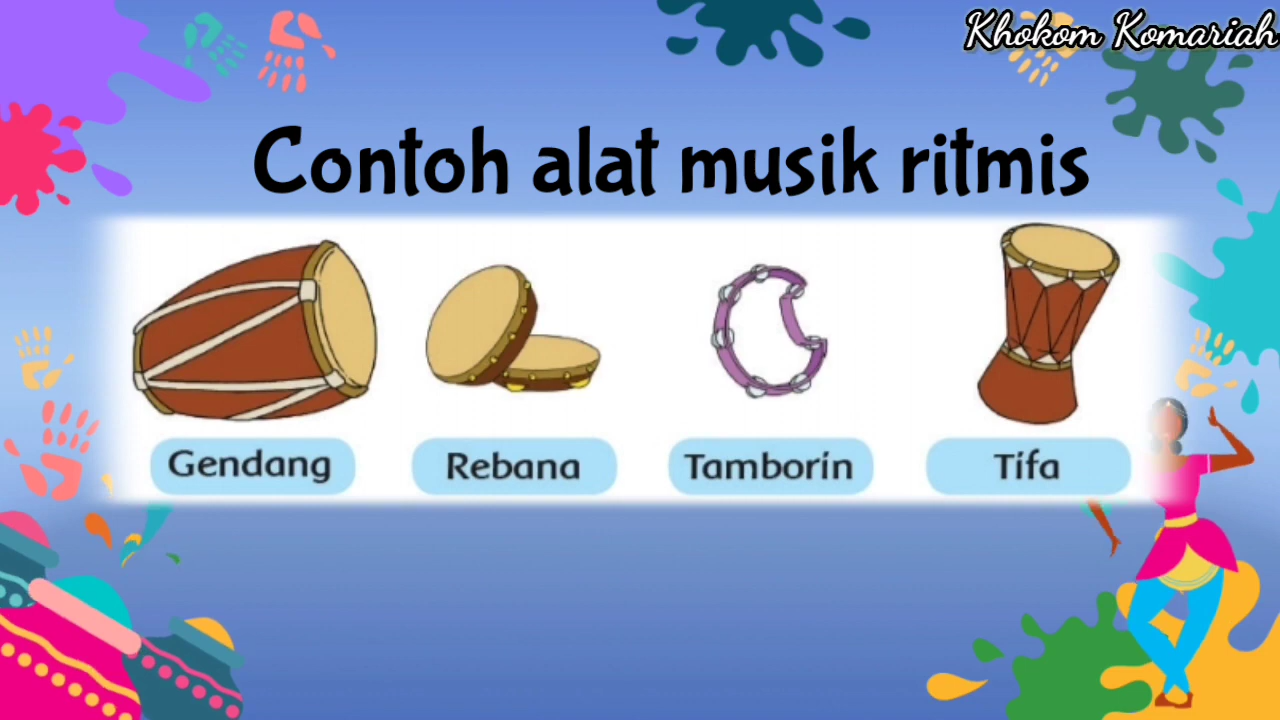 Khokom Komariah
Contoh alat musik ritmis
Gendang
Rebana
Tamborin
Tifa